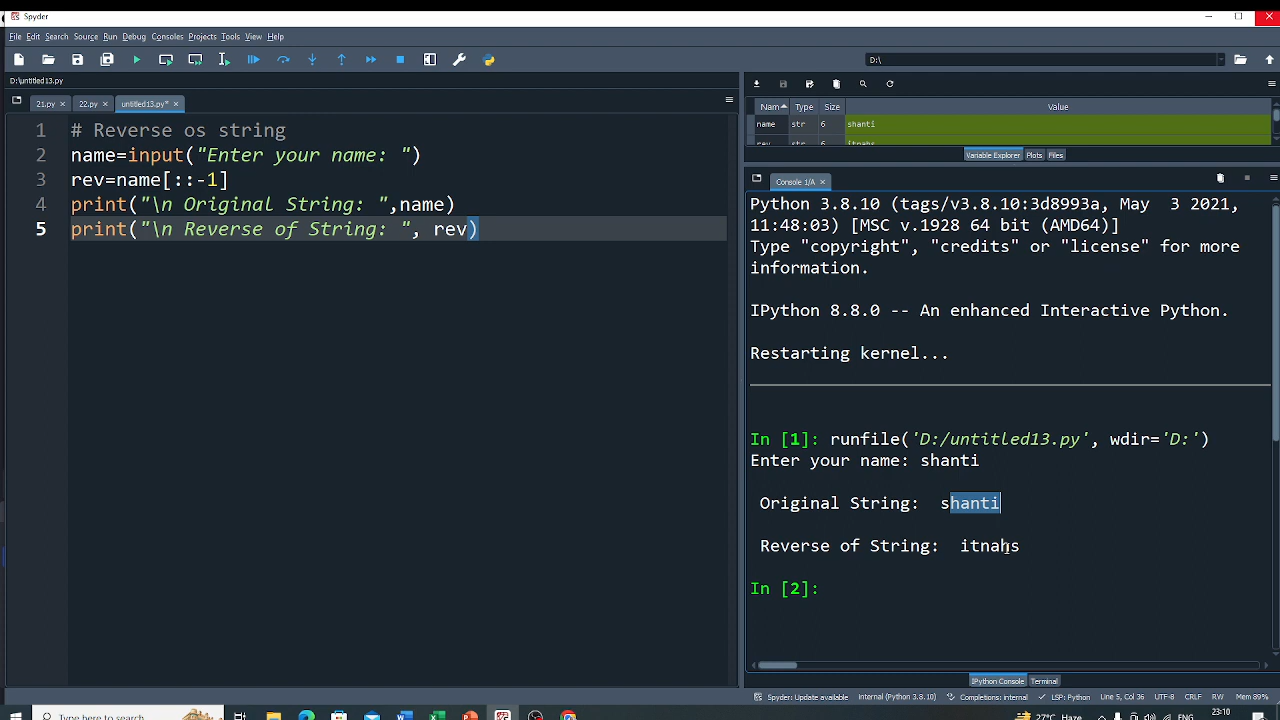 Spyder
File Edit Search Source Run Debug Consoles Projects Tools View Help
D:\
D:\untitled13.py
21.py 22.py untitled13.py*
1 # Reverse os string
2 name=input("Enter your name: ")
3 rev=name[::-1]
4 print("\n Original String: ",name)
5 print("\n Reverse of String: ", rev)
Nam Type Size Value
name str 6 shanti
rev str 6 itnahs
Variable Explorer Plots Files
Console 1/A
Python 3.8.10 (tags/v3.8.10:3d8993a, May 3 2021,
11:48:03) [MSC v.1928 64 bit (AMD64)]
Type "copyright", "credits" or "license" for more
information.
IPython 8.8.0 -- An enhanced Interactive Python.
Restarting kernel...
In [1]: runfile('D:/untitled13.py', wdir='D:')
Enter your name: shanti
Original String: shanti
Reverse of String: itnahs
In [2]:
IPython Console Terminal
Spyder: Update available internal (Python 3.8.10) Completions: internal LSP: Python Line 5, Col 36 UTF-8 CRLF RW Mem 89%
Type here to search 27°C Haze 23:10